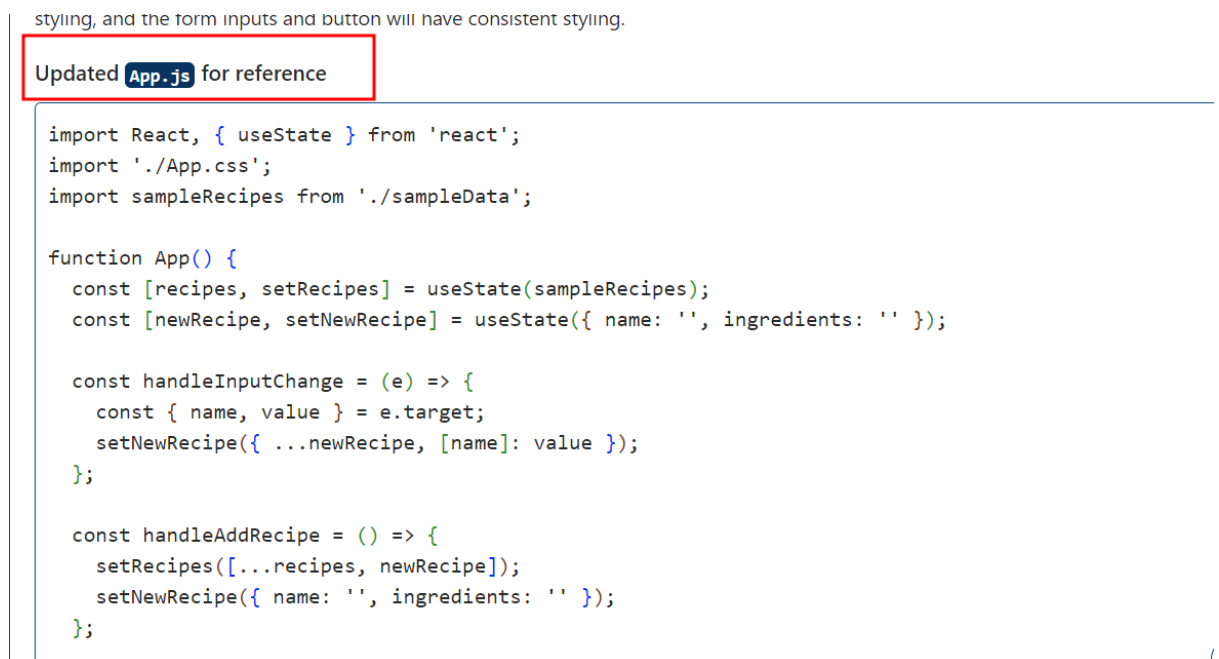 styling, and the form inputs and button will have consistent styling.
Updated App.js for reference
import React, { useState } from 'react';
import './App.css';
import sampleRecipes from './sampleData';
function App() {
  const [recipes, setRecipes] = useState(sampleRecipes);
  const [newRecipe, setNewRecipe] = useState({ name: '', ingredients: '' });
  const handleInputChange = (e) => {
    const { name, value } = e.target;
    setNewRecipe({ ...newRecipe, [name]: value });
  };
  const handleAddRecipe = () => {
    setRecipes([...recipes, newRecipe]);
    setNewRecipe({ name: '', ingredients: '' });
  };